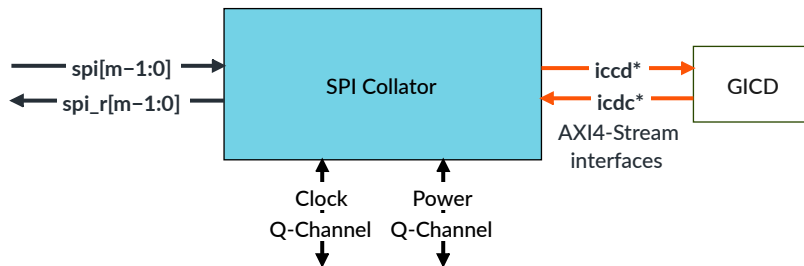 spi[m−1:0]
spi_r[m−1:0]
SPI Collator
iccd*
icdc*
AXI4-Stream
interfaces
GICD
Clock
Q-Channel
Power
Q-Channel